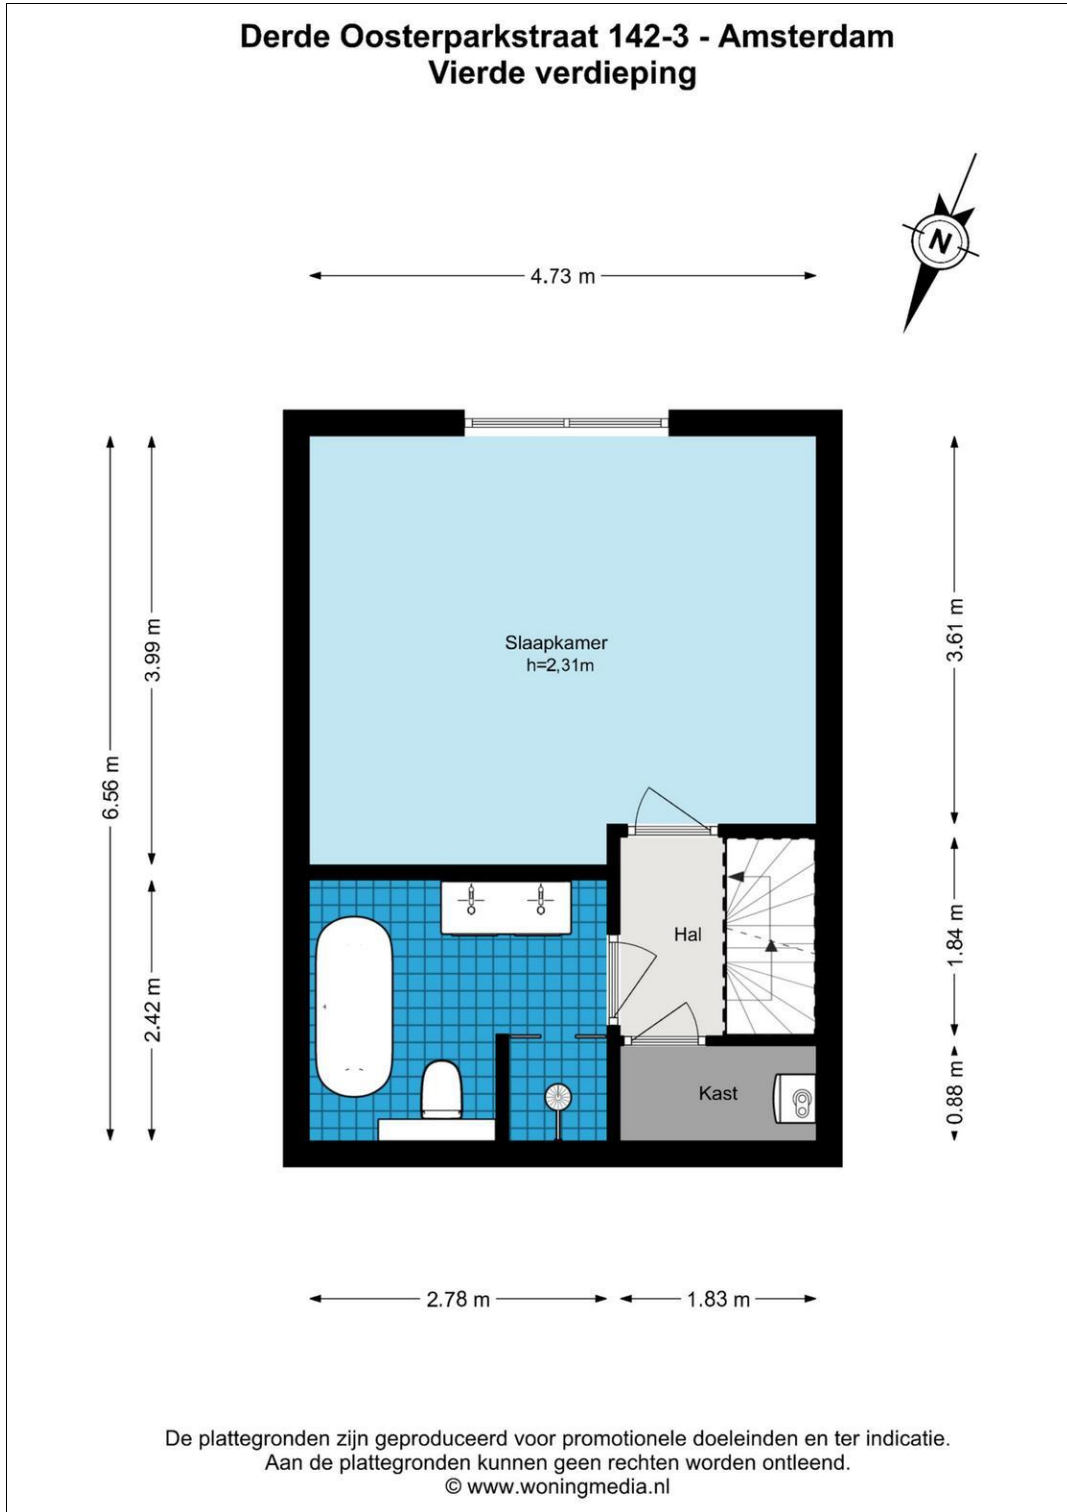 Derde Oosterparkstraat 142-3 - Amsterdam
Vierde verdieping
N
4.73 m
Slaapkamer
h=2,31m
3.99 m
3.61 m
6.56 m
Hal
1.84 m
2.42 m
Kast
0.88 m
2.78 m
1.83 m
De plattegronden zijn geproduceerd voor promotionele doeleinden en ter indicatie.
Aan de plattegronden kunnen geen rechten worden ontleend.
© www.woningmedia.nl